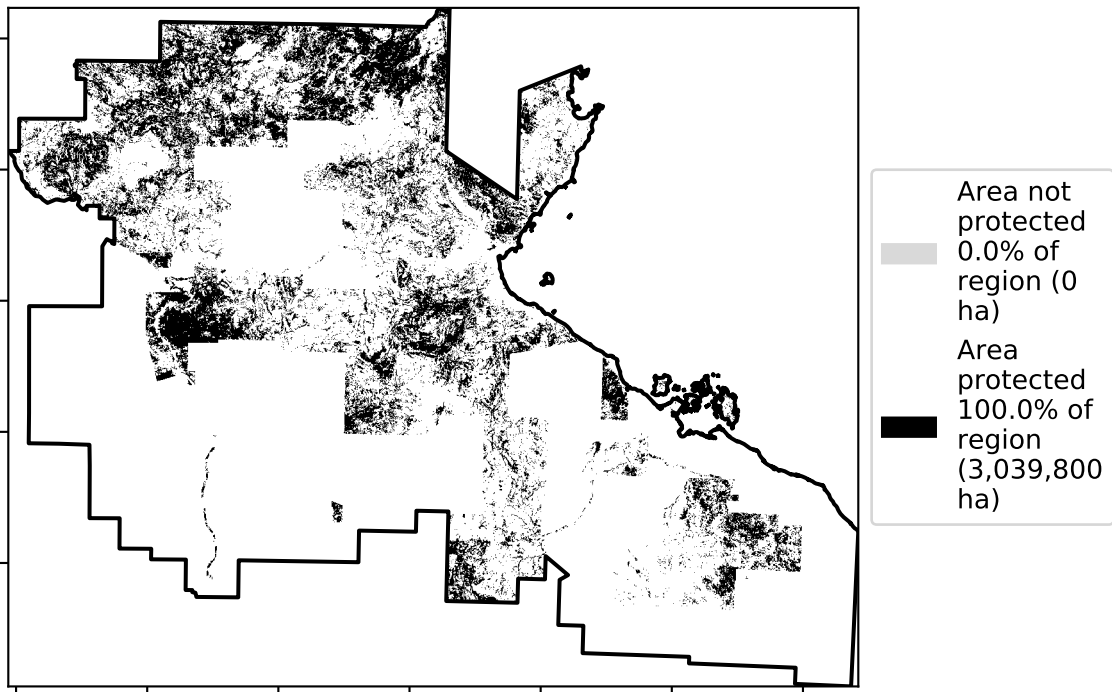 Area not
protected
0.0% of
region (0
ha)
Area
protected
100.0% of
region
(3,039,800
ha)